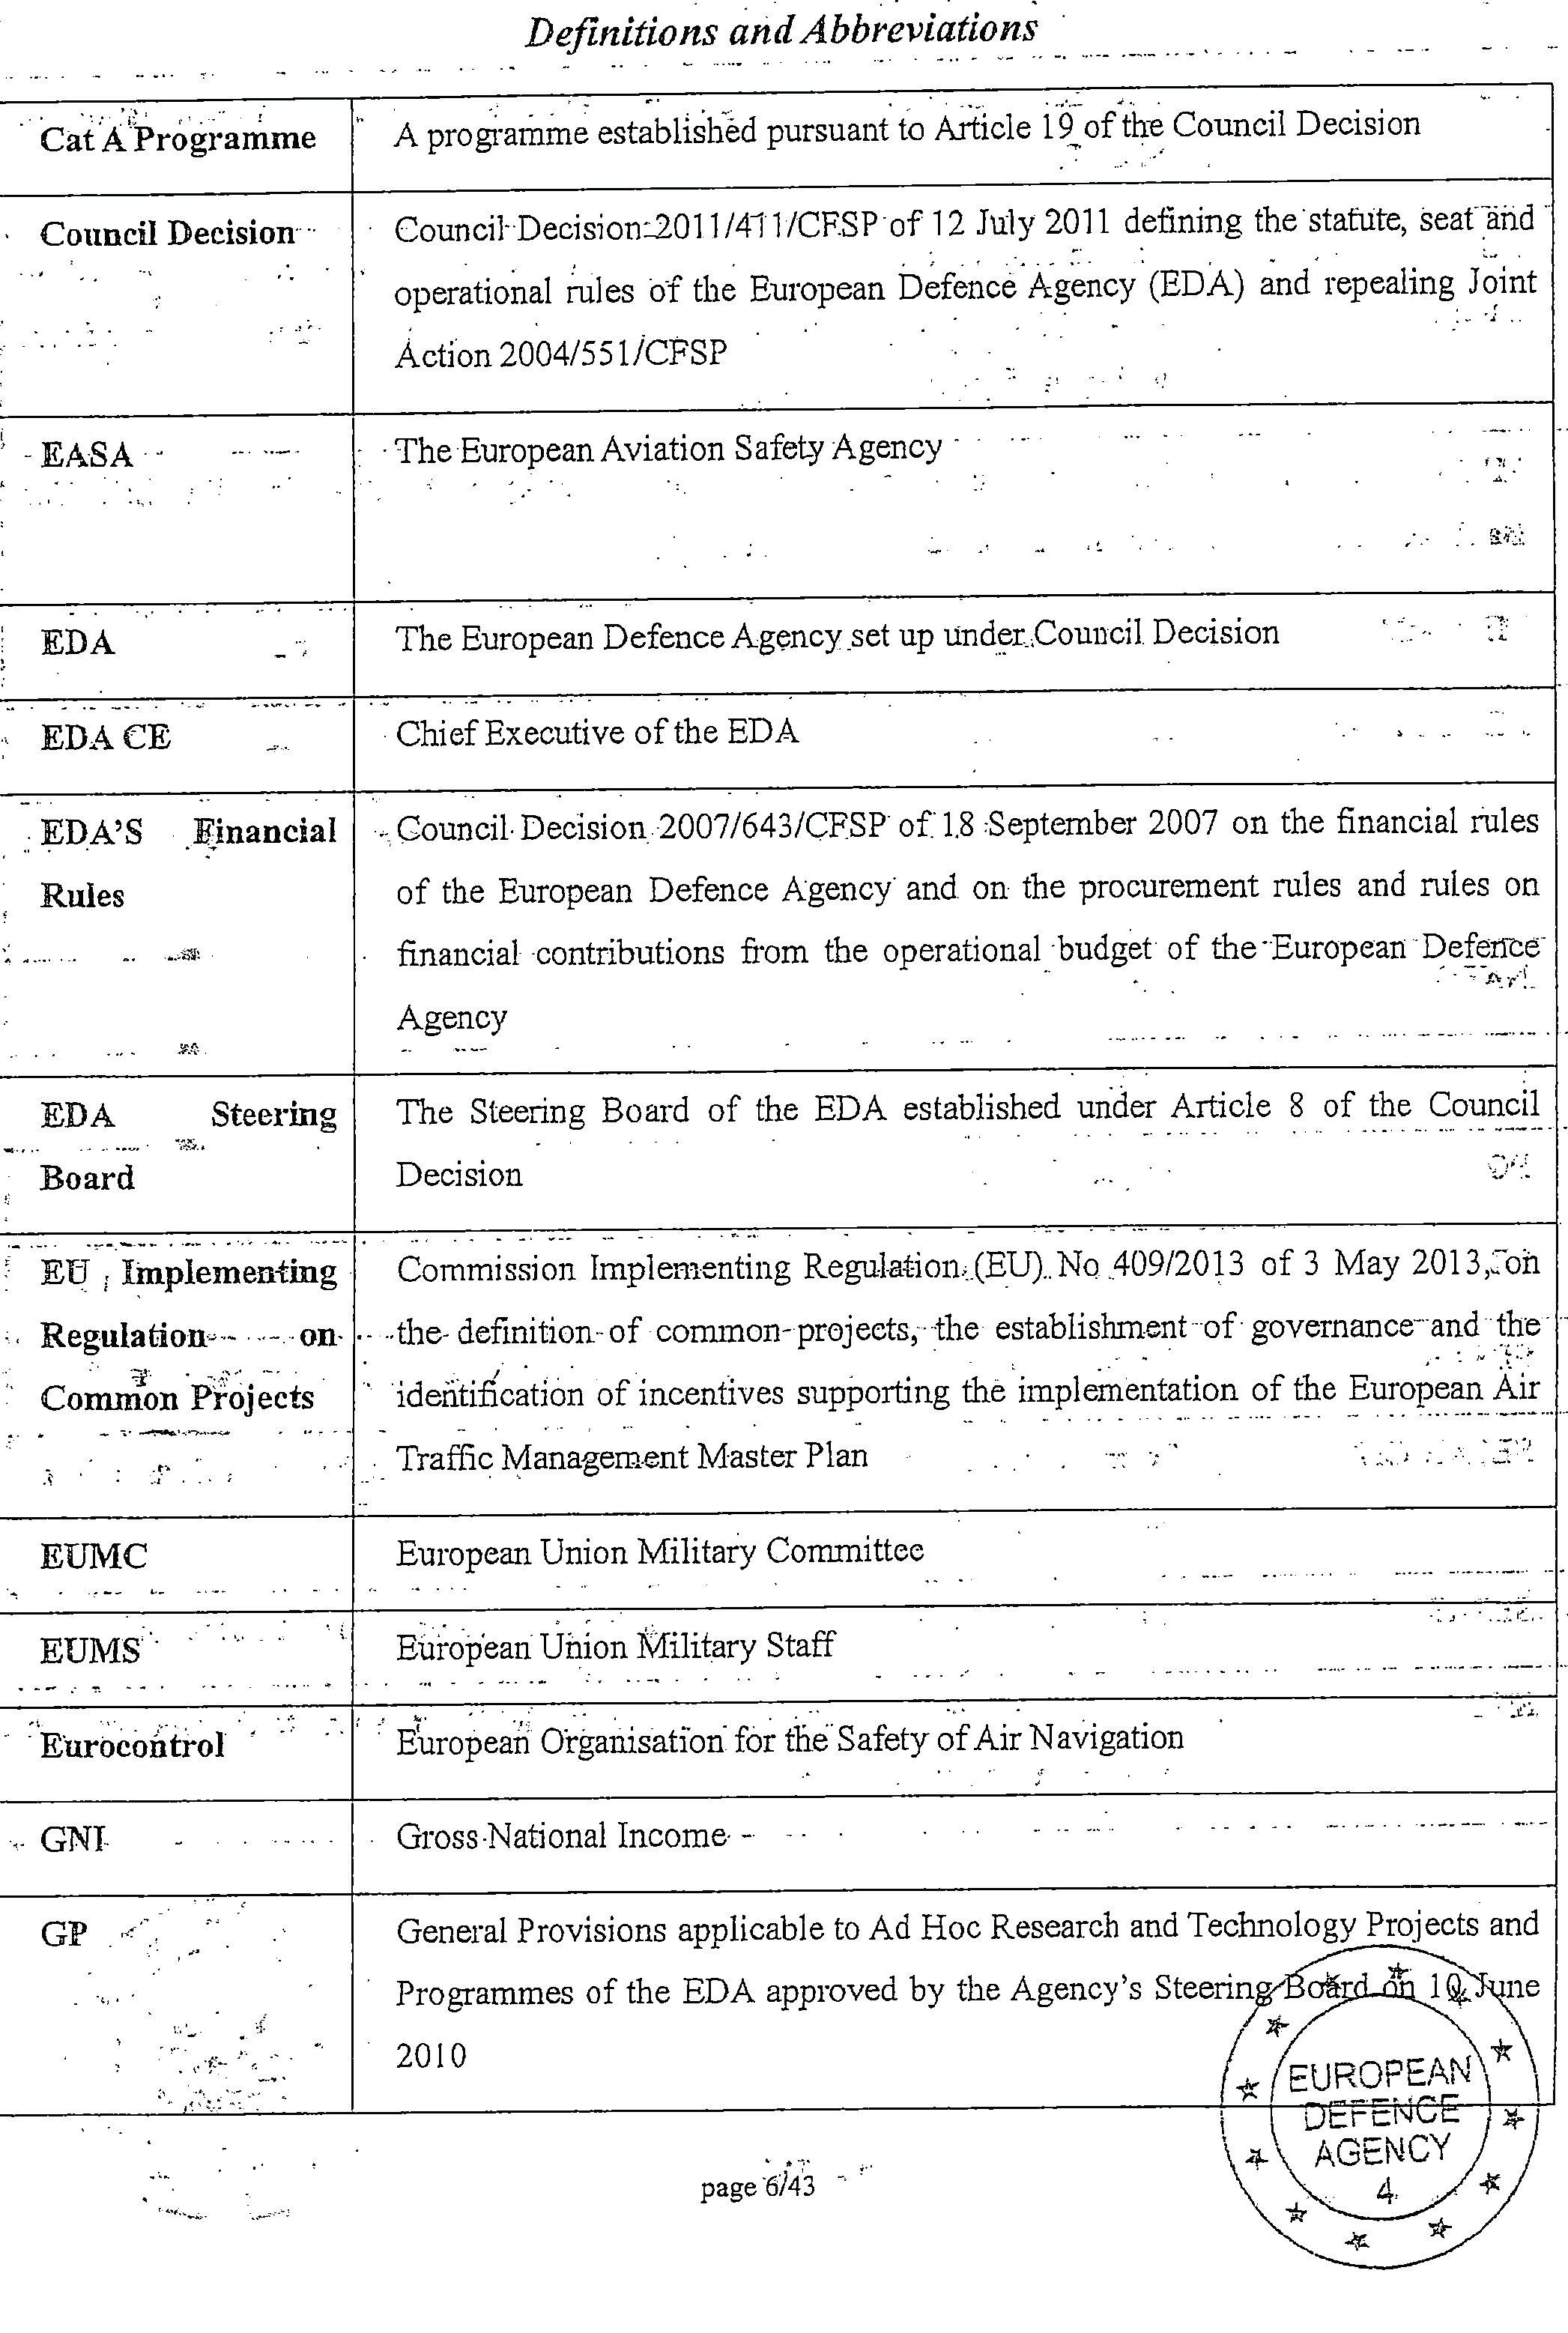 Definitions and Abbreviations
Cat A Programme
A programme established pursuant to Article 19 of the Council Decision
Council Decision
Council Decision 2011/411/CFSP of 12 July 2011 defining the statute, seat and
operational rules of the European Defence Agency (EDA) and repealing Joint
Action 2004/551/CFSP
EASA
The European Aviation Safety Agency
EDA
The European Defence Agency set up under Council Decision
EDA CE
Chief Executive of the EDA
EDA'S Financial
Rules
Council Decision 2007/643/CFSP of 18 September 2007 on the financial rules
of the European Defence Agency and on the procurement rules and rules on
financial contributions from the operational budget of the European Defence
Agency
EDA Steering
Board
The Steering Board of the EDA established under Article 8 of the Council
Decision
EU Implementing
Regulation on
Common Projects
Commission Implementing Regulation (EU) No 409/2013 of 3 May 2013, on
the definition of common projects, the establishment of governance and the
identification of incentives supporting the implementation of the European Air
Traffic Management Master Plan
EUMC
European Union Military Committee
EUMS
European Union Military Staff
Eurocontrol
European Organisation for the Safety of Air Navigation
GNI
Gross National Income
GP
General Provisions applicable to Ad Hoc Research and Technology Projects and
Programmes of the EDA approved by the Agency's Steering Board on 10 June
2010
EUROPEAN
DEFENCE
AGENCY
4
page 6/43